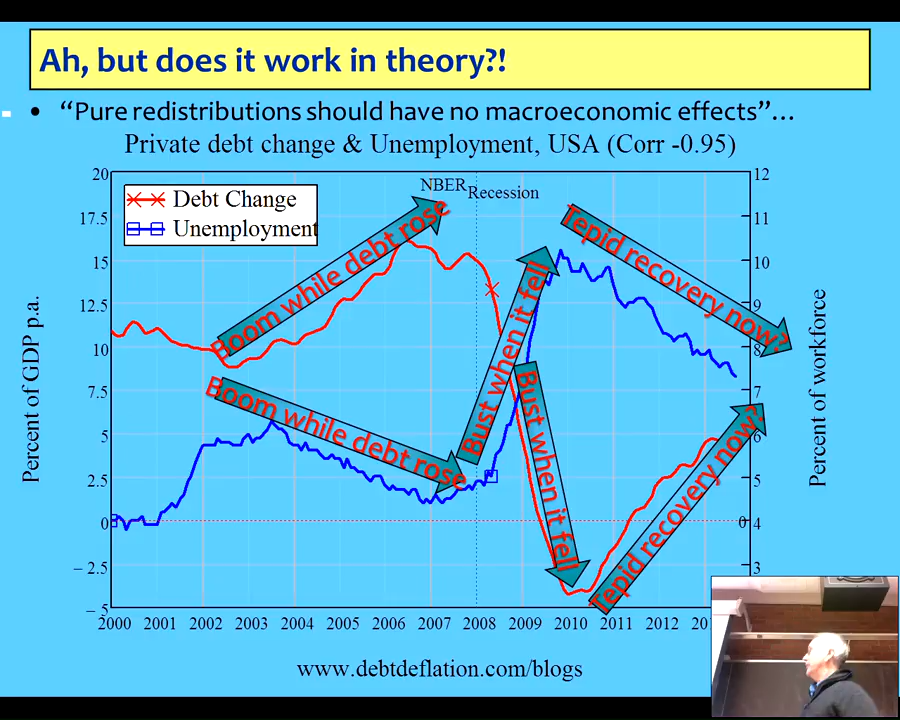 Ah, but does it work in theory?!
• “Pure redistributions should have no macroeconomic effects”…
Private debt change & Unemployment, USA (Corr -0.95)
NBER Recession
Debt Change
Unemployment
Boom while debt rose
Boom while debt rose
Bust when it fell
Bust when it fell
Tepid recovery now?
Tepid recovery now?
Percent of GDP p.a.
20
17.5
15
12.5
10
7.5
5
2.5
0
– 2.5
– 5
12
11
10
9
8
7
6
5
0 4
3
Percent of workforce
2000 2001 2002 2003 2004 2005 2006 2007 2008 2009 2010 2011 2012
www.debtdeflation.com/blogs